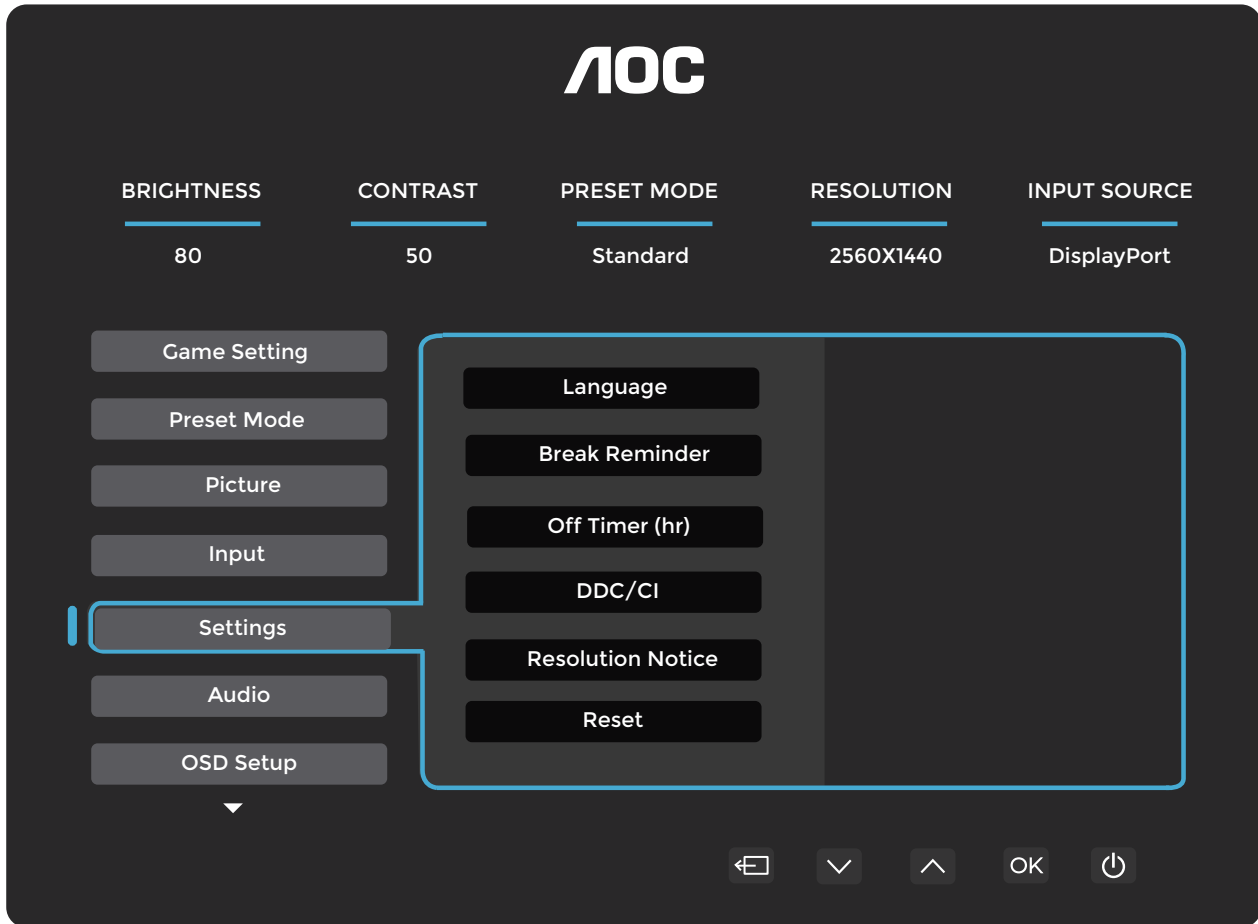 AOC
BRIGHTNESS CONTRAST PRESET MODE RESOLUTION INPUT SOURCE
80 50 Standard 2560X1440 DisplayPort
Game Setting
Preset Mode
Picture
Input
Settings
Audio
OSD Setup
Language
Break Reminder
Off Timer (hr)
DDC/CI
Resolution Notice
Reset
OK